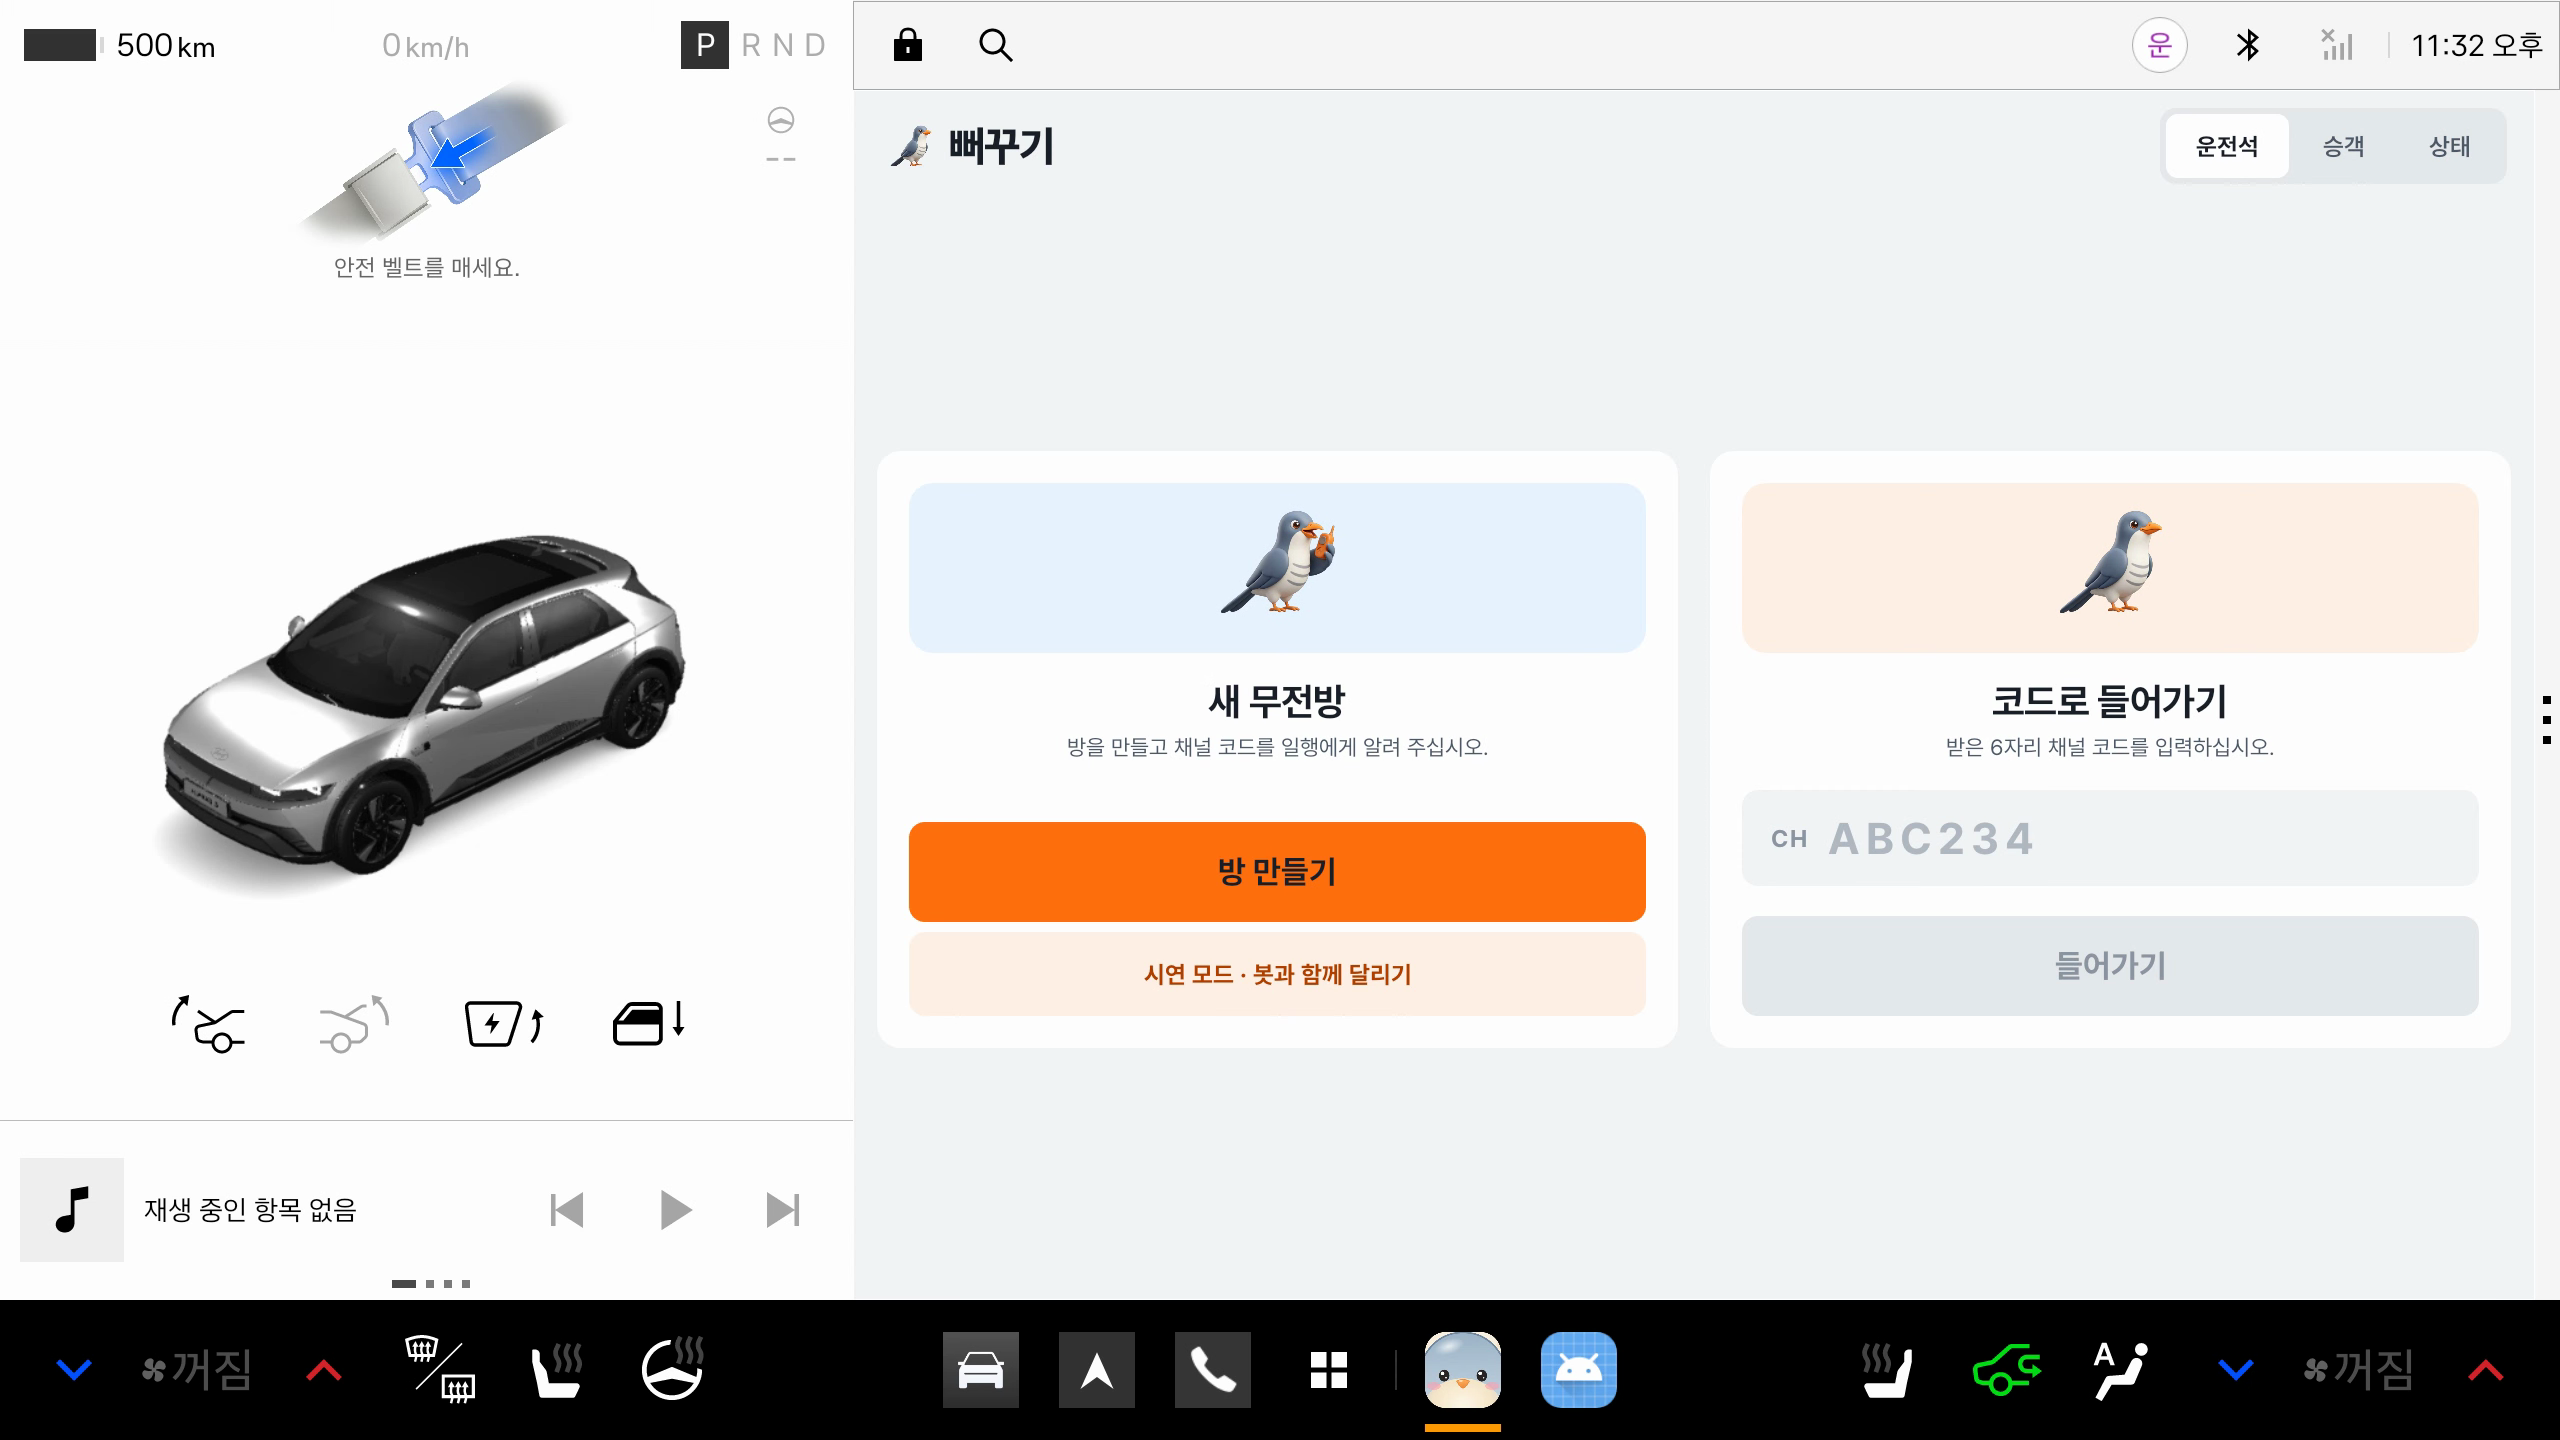 500 km
0 km/h
P R N D
안전 벨트를 매세요.
재생 중인 항목 없음
운
11:32 오후
뻐꾸기
운전석
승객
상태
새 무전방
방을 만들고 채널 코드를 일행에게 알려 주십시오.
방 만들기
시연 모드 · 봇과 함께 달리기
코드로 들어가기
받은 6자리 채널 코드를 입력하십시오.
CH ABC234
들어가기
꺼짐
A
꺼짐